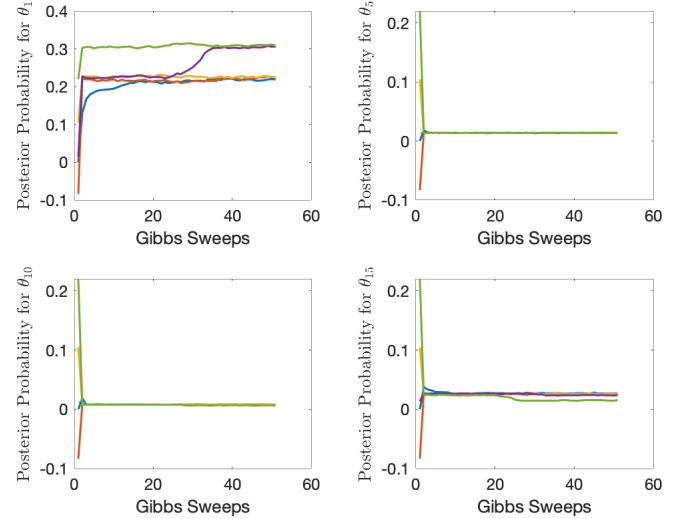 0.4
0.3
0.2
0.1
0
-0.1
0 20 40 60
Gibbs Sweeps
Posterior Probability for θ1
0.2
0.1
0
-0.1
0 20 40 60
Gibbs Sweeps
Posterior Probability for θ5
0.2
0.1
0
-0.1
0 20 40 60
Gibbs Sweeps
Posterior Probability for θ10
0.2
0.1
0
-0.1
0 20 40 60
Gibbs Sweeps
Posterior Probability for θ15